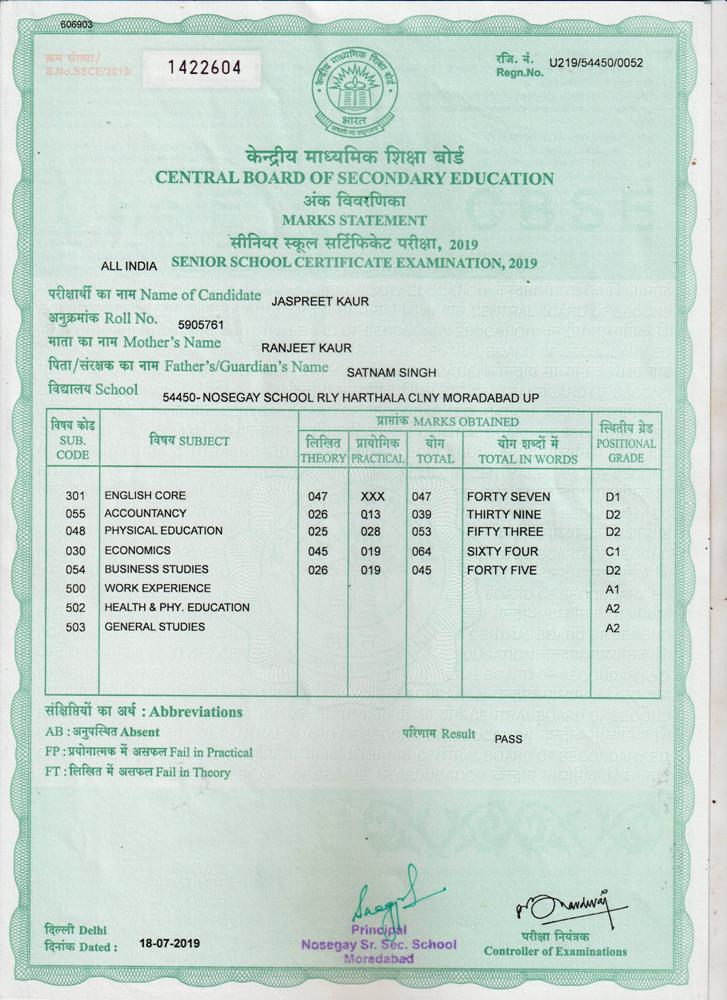 606903
क्रम संख्या/
S.No.SSCE/2019/ 1422604
रजि. नं. U219/54450/0052
Regn.No.
केन्द्रीय माध्यमिक शिक्षा बोर्ड
भारत
केन्द्रीय माध्यमिक शिक्षा बोर्ड
CENTRAL BOARD OF SECONDARY EDUCATION
अंक विवरणिका
CBSE
MARKS STATEMENT
सीनियर स्कूल सर्टिफिकेट परीक्षा, 2019
ALL INDIA SENIOR SCHOOL CERTIFICATE EXAMINATION, 2019
परीक्षार्थी का नाम Name of Candidate JASPREET KAUR
अनुक्रमांक Roll No. 5905761
माता का नाम Mother's Name RANJEET KAUR
पिता/संरक्षक का नाम Father's/Guardian's Name SATNAM SINGH
विद्यालय School 54450- NOSEGAY SCHOOL RLY HARTHALA CLNY MORADABAD UP
विषय कोड SUB. CODE विषय SUBJECT प्राप्तांक MARKS OBTAINED स्थितीय ग्रेड POSITIONAL GRADE
लिखित THEORY प्रायोगिक PRACTICAL योग TOTAL योग शब्दों में TOTAL IN WORDS
301 ENGLISH CORE 047 XXX 047 FORTY SEVEN D1
055 ACCOUNTANCY 026 013 039 THIRTY NINE D2
048 PHYSICAL EDUCATION 025 028 053 FIFTY THREE D2
030 ECONOMICS 045 019 064 SIXTY FOUR C1
054 BUSINESS STUDIES 026 019 045 FORTY FIVE D2
500 WORK EXPERIENCE A1
502 HEALTH & PHY. EDUCATION A2
503 GENERAL STUDIES A2
संक्षिप्तियों का अर्थ : Abbreviations
AB : अनुपस्थित Absent परिणाम Result PASS
FP : प्रयोगात्मक में असफल Fail in Practical
FT : लिखित में असफल Fail in Theory
दिल्ली Delhi
दिनांक Dated : 18-07-2019
Principal
Nosegay Sr. Sec. School
Moradabad
परीक्षा नियंत्रक
Controller of Examinations